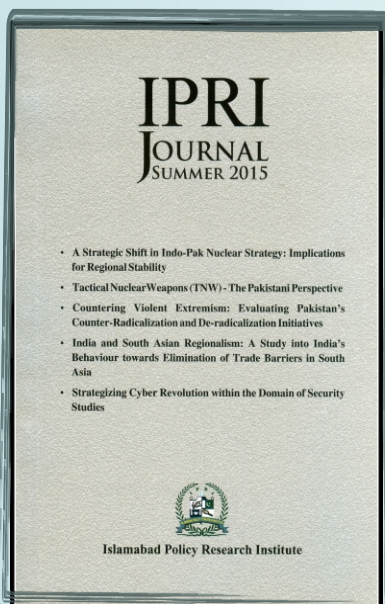 IPRI
JOURNAL
SUMMER 2015
• A Strategic Shift in Indo-Pak Nuclear Strategy: Implications
for Regional Stability
• Tactical Nuclear Weapons (TNW) - The Pakistani Perspective
• Countering Violent Extremism: Evaluating Pakistan's
Counter-Radicalization and De-radicalization Initiatives
• India and South Asian Regionalism: A Study into India's
Behaviour towards Elimination of Trade Barriers in South
Asia
• Strategizing Cyber Revolution within the Domain of Security
Studies
Islamabad Policy Research Institute